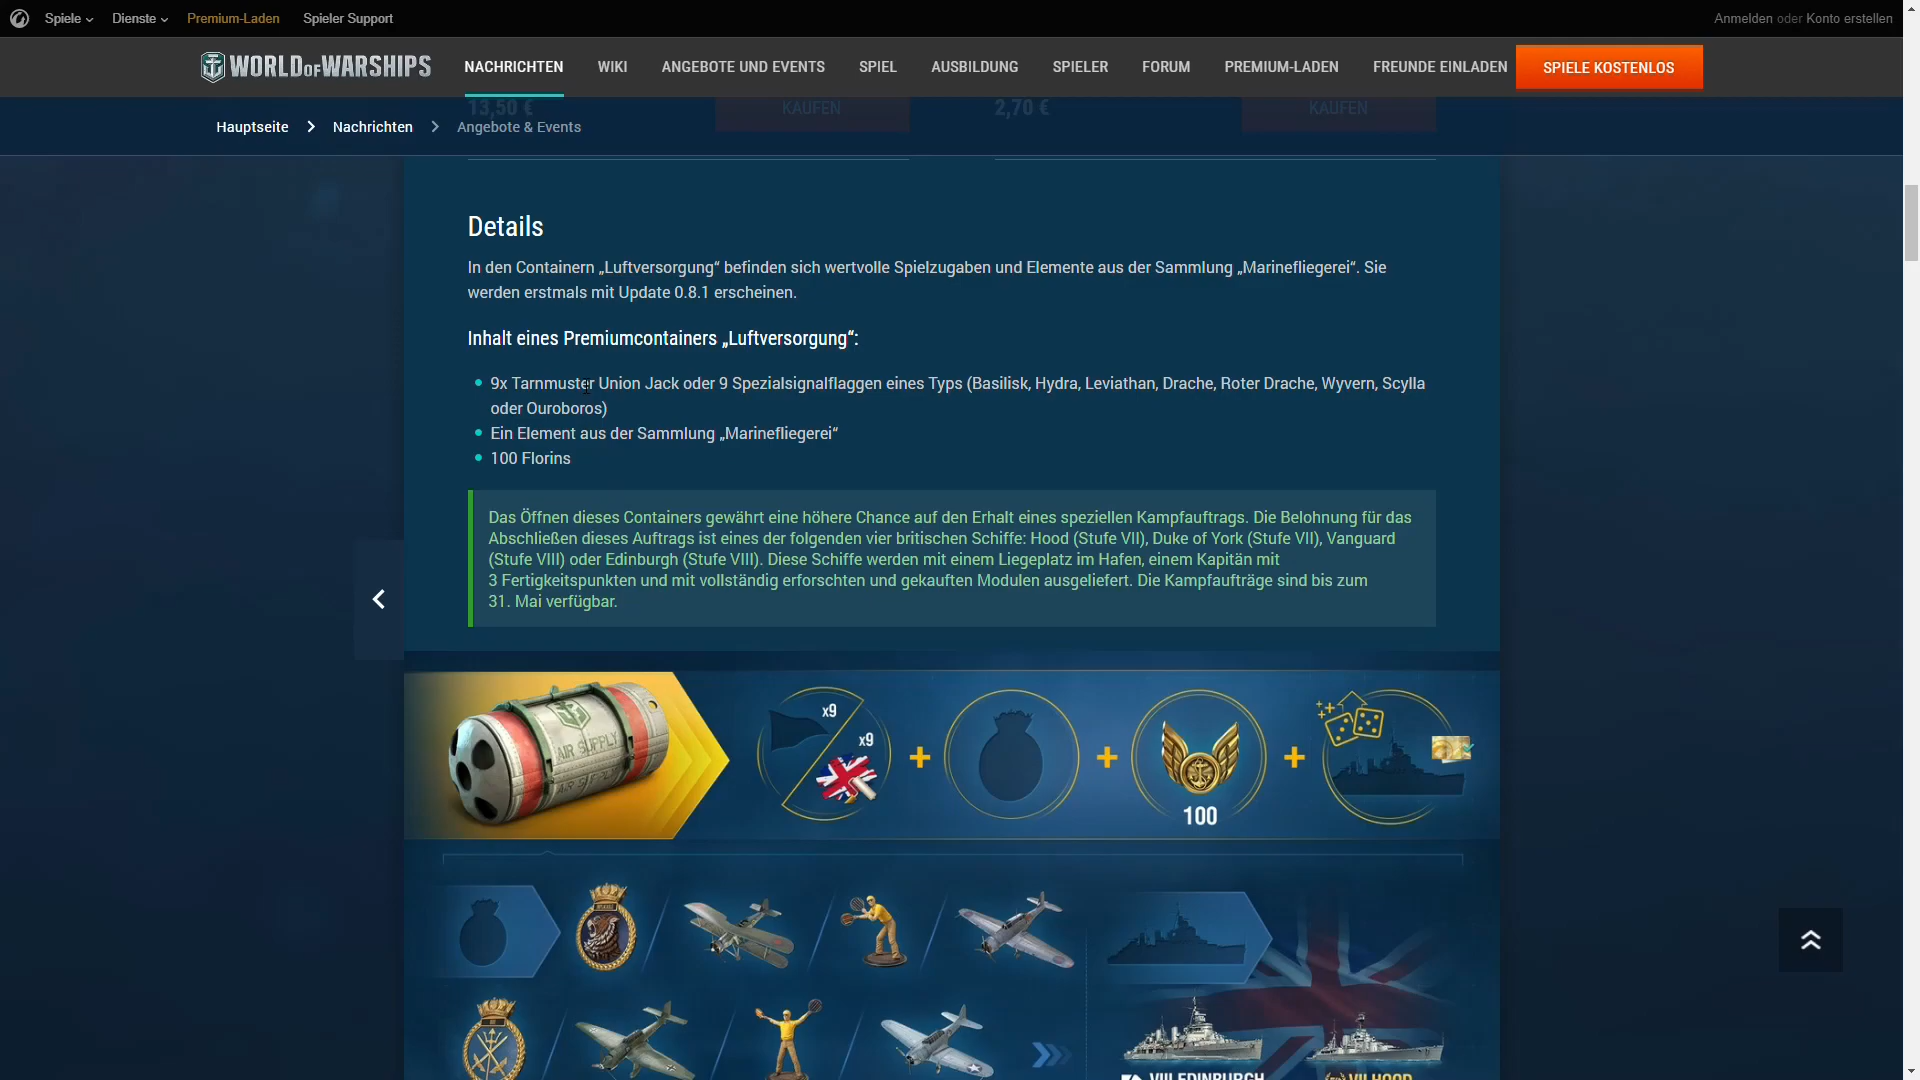 Spiele
Dienste
Premium-Laden
Spieler Support
Anmelden oder Konto erstellen
WORLD OF WARSHIPS
NACHRICHTEN
WIKI
ANGEBOTE UND EVENTS
SPIEL
AUSBILDUNG
SPIELER
FORUM
PREMIUM-LADEN
FREUNDE EINLADEN
SPIELE KOSTENLOS
13,50 €
KAUFEN
2,70 €
KAUFEN
Hauptseite
Nachrichten
Angebote & Events
Details
In den Containern „Luftversorgung“ befinden sich wertvolle Spielzugaben und Elemente aus der Sammlung „Marinefliegerei“. Sie
werden erstmals mit Update 0.8.1 erscheinen.
Inhalt eines Premiumcontainers „Luftversorgung“:
9x Tarnmuster Union Jack oder 9 Spezialsignalflaggen eines Typs (Basilisk, Hydra, Leviathan, Drache, Roter Drache, Wyvern, Scylla
oder Ouroboros)
Ein Element aus der Sammlung „Marinefliegerei“
100 Florins
Das Öffnen dieses Containers gewährt eine höhere Chance auf den Erhalt eines speziellen Kampfauftrags. Die Belohnung für das
Abschließen dieses Auftrags ist eines der folgenden vier britischen Schiffe: Hood (Stufe VII), Duke of York (Stufe VII), Vanguard
(Stufe VIII) oder Edinburgh (Stufe VIII). Diese Schiffe werden mit einem Liegeplatz im Hafen, einem Kapitän mit
3 Fertigkeitspunkten und mit vollständig erforschten und gekauften Modulen ausgeliefert. Die Kampfaufträge sind bis zum
31. Mai verfügbar.
AIR SUPPLY
x9
x9
100
VIII EDINBURGH
VII HOOD